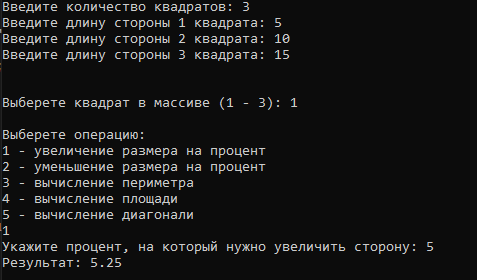 Введите количество квадратов: 3
Введите длину стороны 1 квадрата: 5
Введите длину стороны 2 квадрата: 10
Введите длину стороны 3 квадрата: 15
Выберете квадрат в массиве (1 - 3): 1
Выберете операцию:
1 - увеличение размера на процент
2 - уменьшение размера на процент
3 - вычисление периметра
4 - вычисление площади
5 - вычисление диагонали
1
Укажите процент, на который нужно увеличить сторону: 5
Результат: 5.25